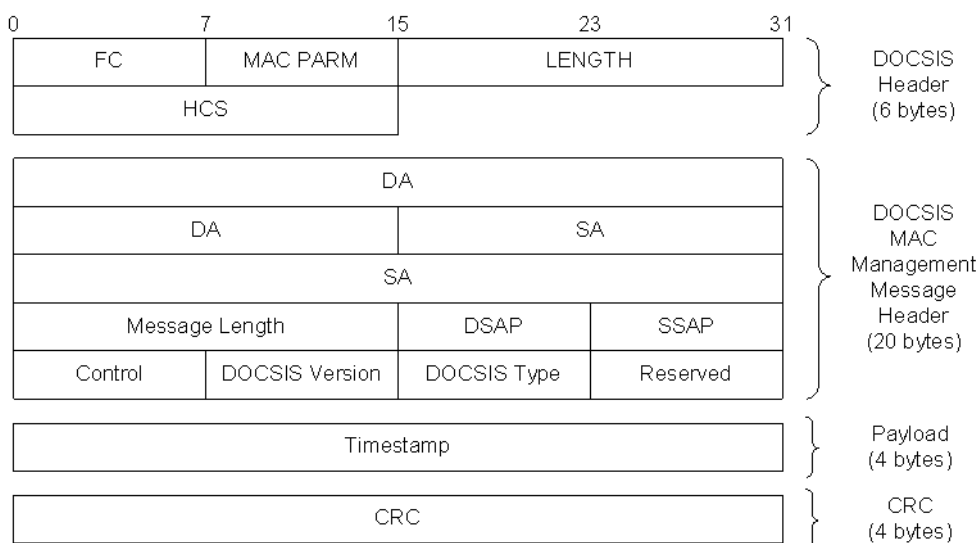 0 7 15 23 31
FC MAC PARM LENGTH
HCS
DOCSIS
Header
(6 bytes)
DA
DA SA
SA
Message Length DSAP SSAP
Control DOCSIS Version DOCSIS Type Reserved
DOCSIS
MAC
Management
Message
Header
(20 bytes)
Timestamp
Payload
(4 bytes)
CRC
CRC
(4 bytes)